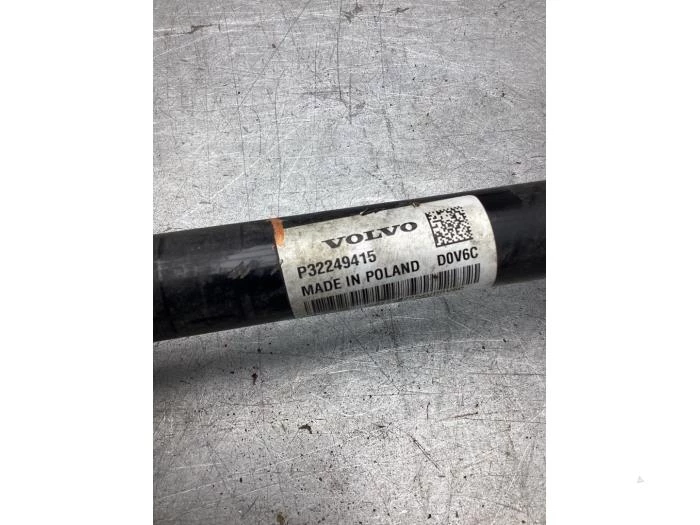 VOLVO
P32249415
MADE IN POLAND D0V6C